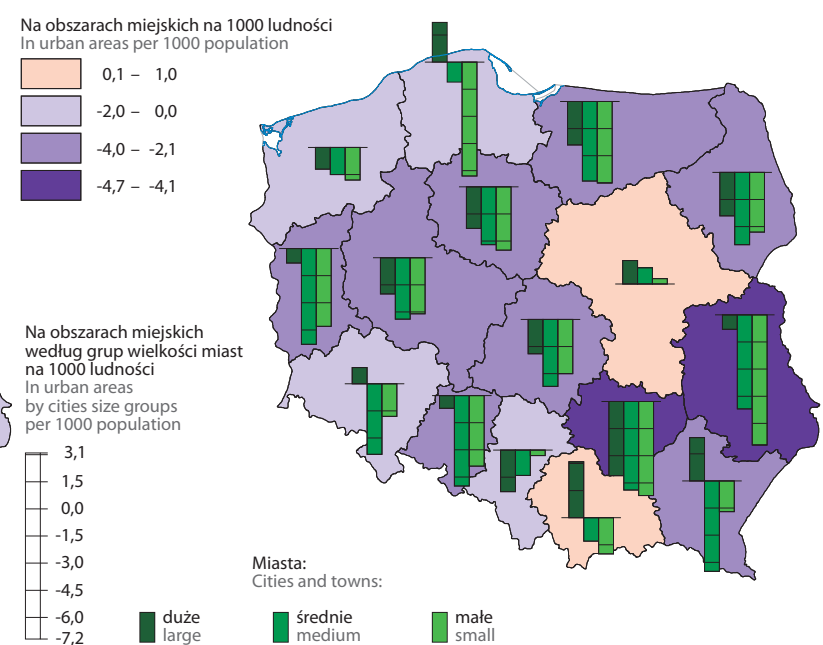 Na obszarach miejskich na 1000 ludności
In urban areas per 1000 population
0,1 – 1,0
-2,0 – 0,0
-4,0 – -2,1
-4,7 – -4,1
Na obszarach miejskich
według grup wielkości miast
na 1000 ludności
In urban areas
by cities size groups
per 1000 population
3,1
1,5
0,0
-1,5
-3,0
-4,5
-6,0
-7,2
Miasta:
Cities and towns:
duże
large
średnie
medium
małe
small